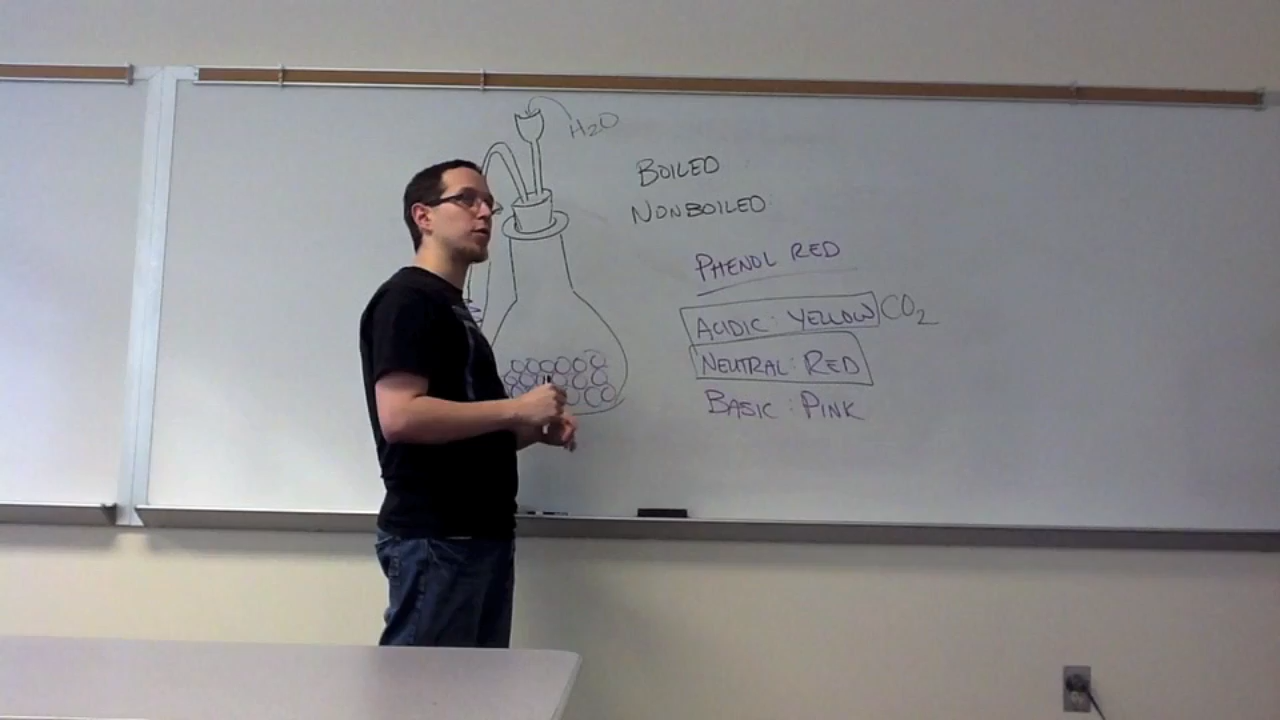 H2O
BOILED
NONBOILED:
PHENOL RED
ACIDIC: YELLOW CO2
NEUTRAL: RED
BASIC: PINK